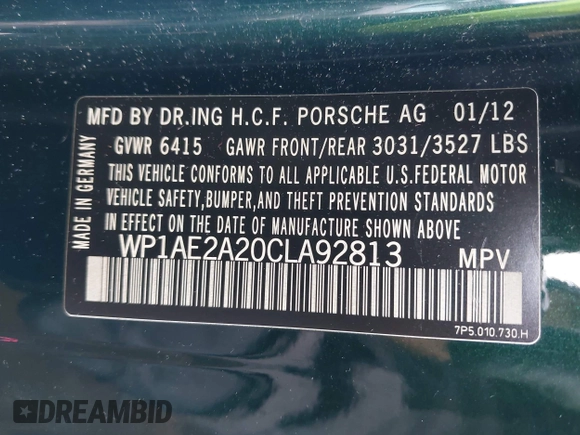 MFD BY DR.ING H.C.F. PORSCHE AG 01/12
GVWR 6415 GAWR FRONT/REAR 3031/3527 LBS
THIS VEHICLE CONFORMS TO ALL APPLICABLE U.S.FEDERAL MOTOR
VEHICLE SAFETY,BUMPER,AND THEFT PREVENTION STANDARDS
IN EFFECT ON THE DATE OF MANUFACTURE SHOWN ABOVE
WP1AE2A20CLA92813 MPV
MADE IN GERMANY
7P5.010.730.H
DREAMBID